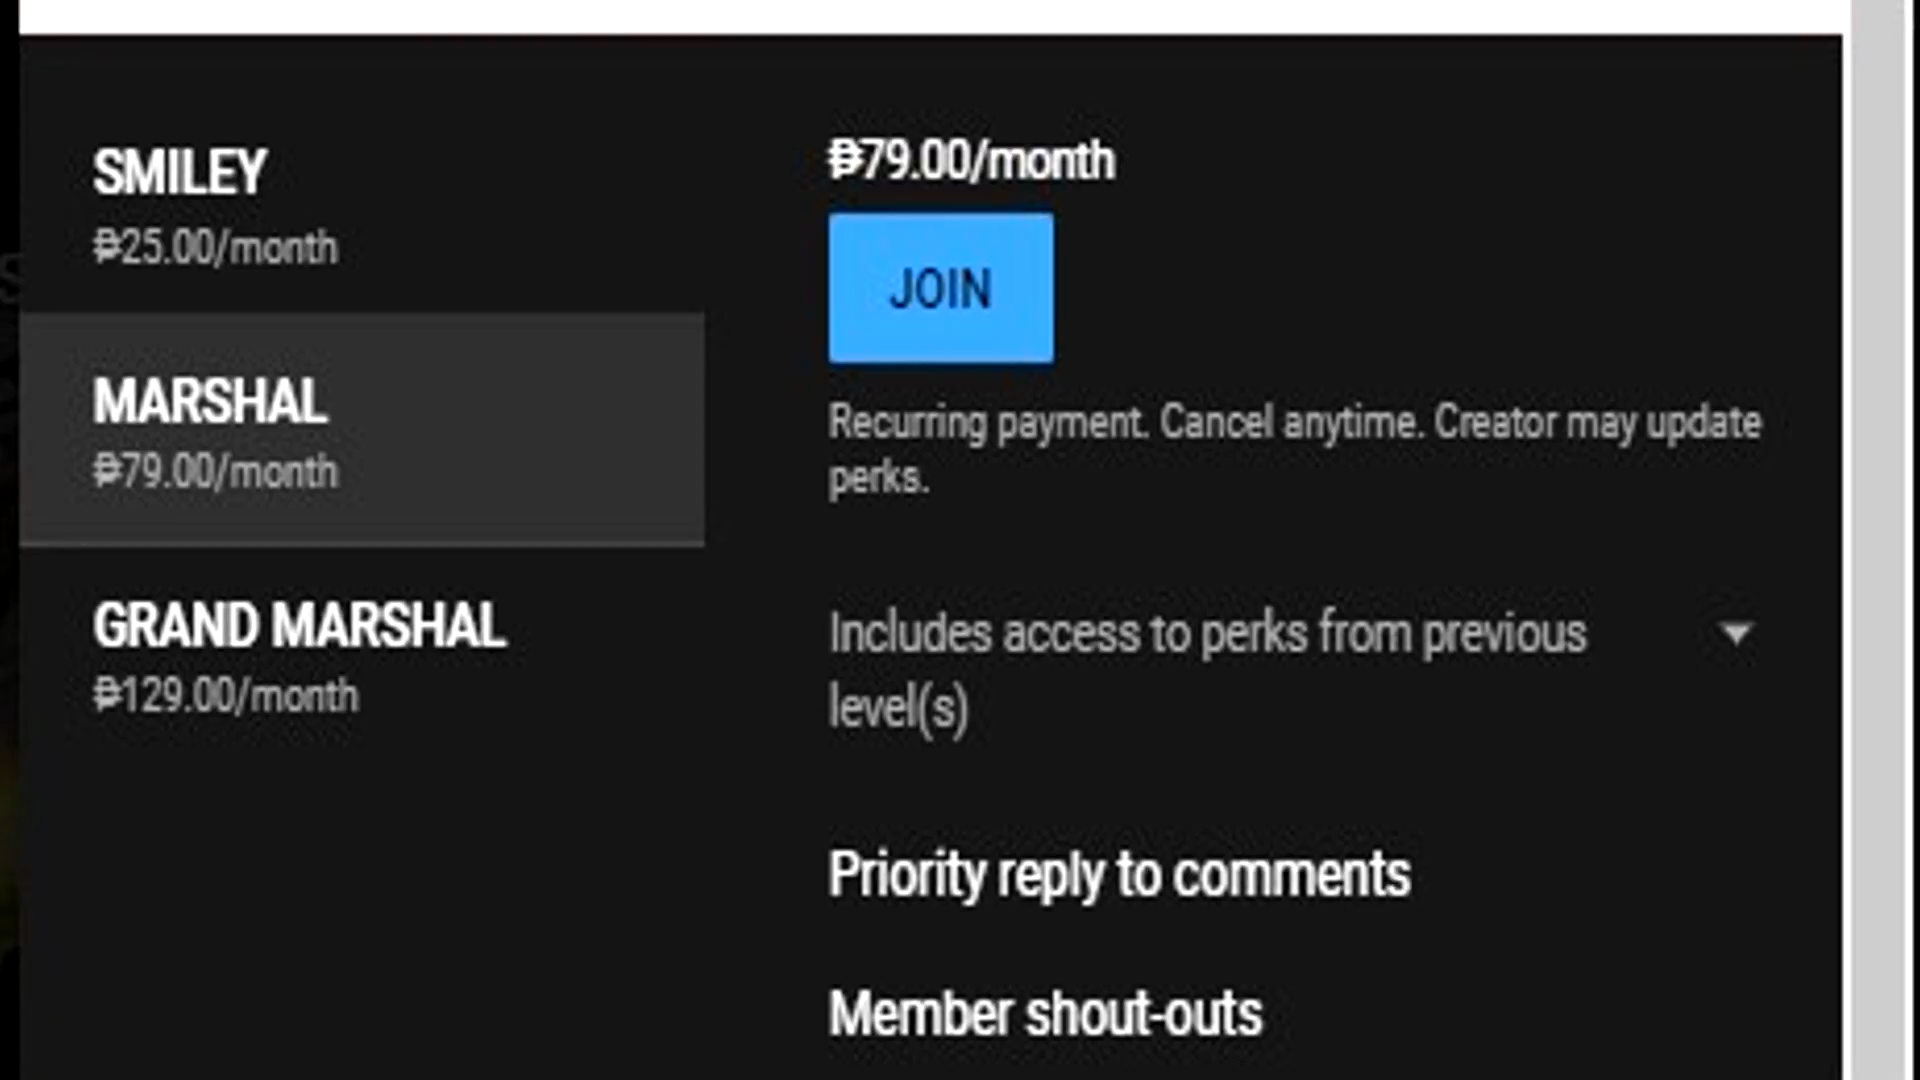 SMILEY
₱25.00/month
MARSHAL
₱79.00/month
GRAND MARSHAL
₱129.00/month
₱79.00/month
JOIN
Recurring payment. Cancel anytime. Creator may update
perks.
Includes access to perks from previous
level(s)
Priority reply to comments
Member shout-outs